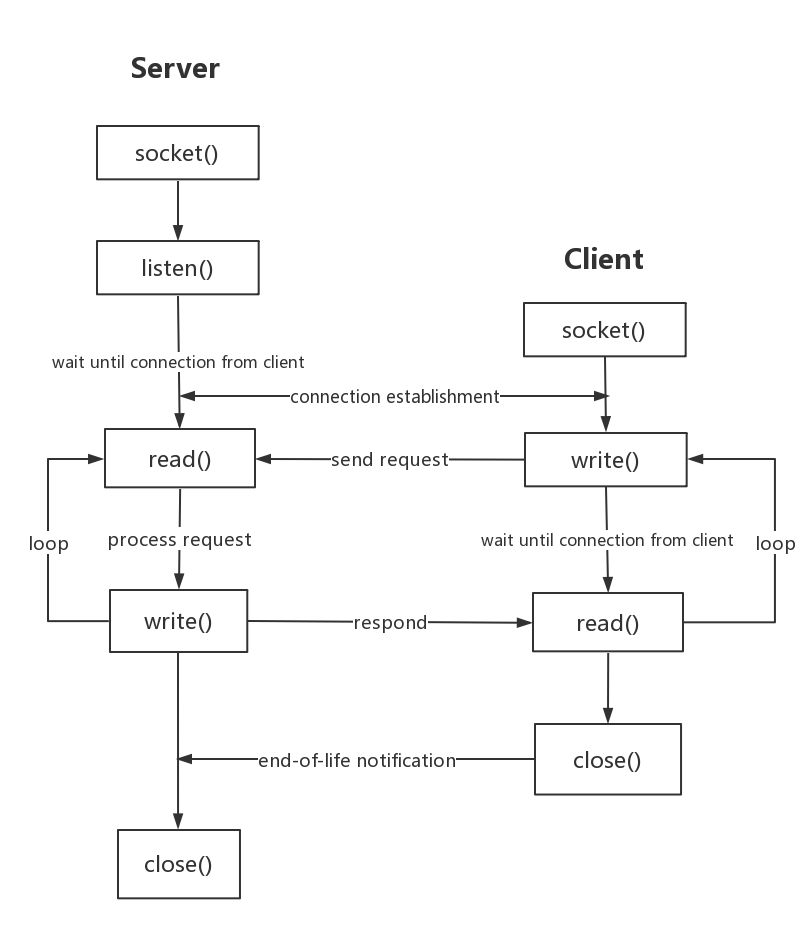 Server
socket()
listen()
Client
socket()
wait until connection from client
connection establishment
read()
send request
write()
loop
process request
wait until connection from client
loop
write()
respond
read()
end-of-life notification
close()
close()